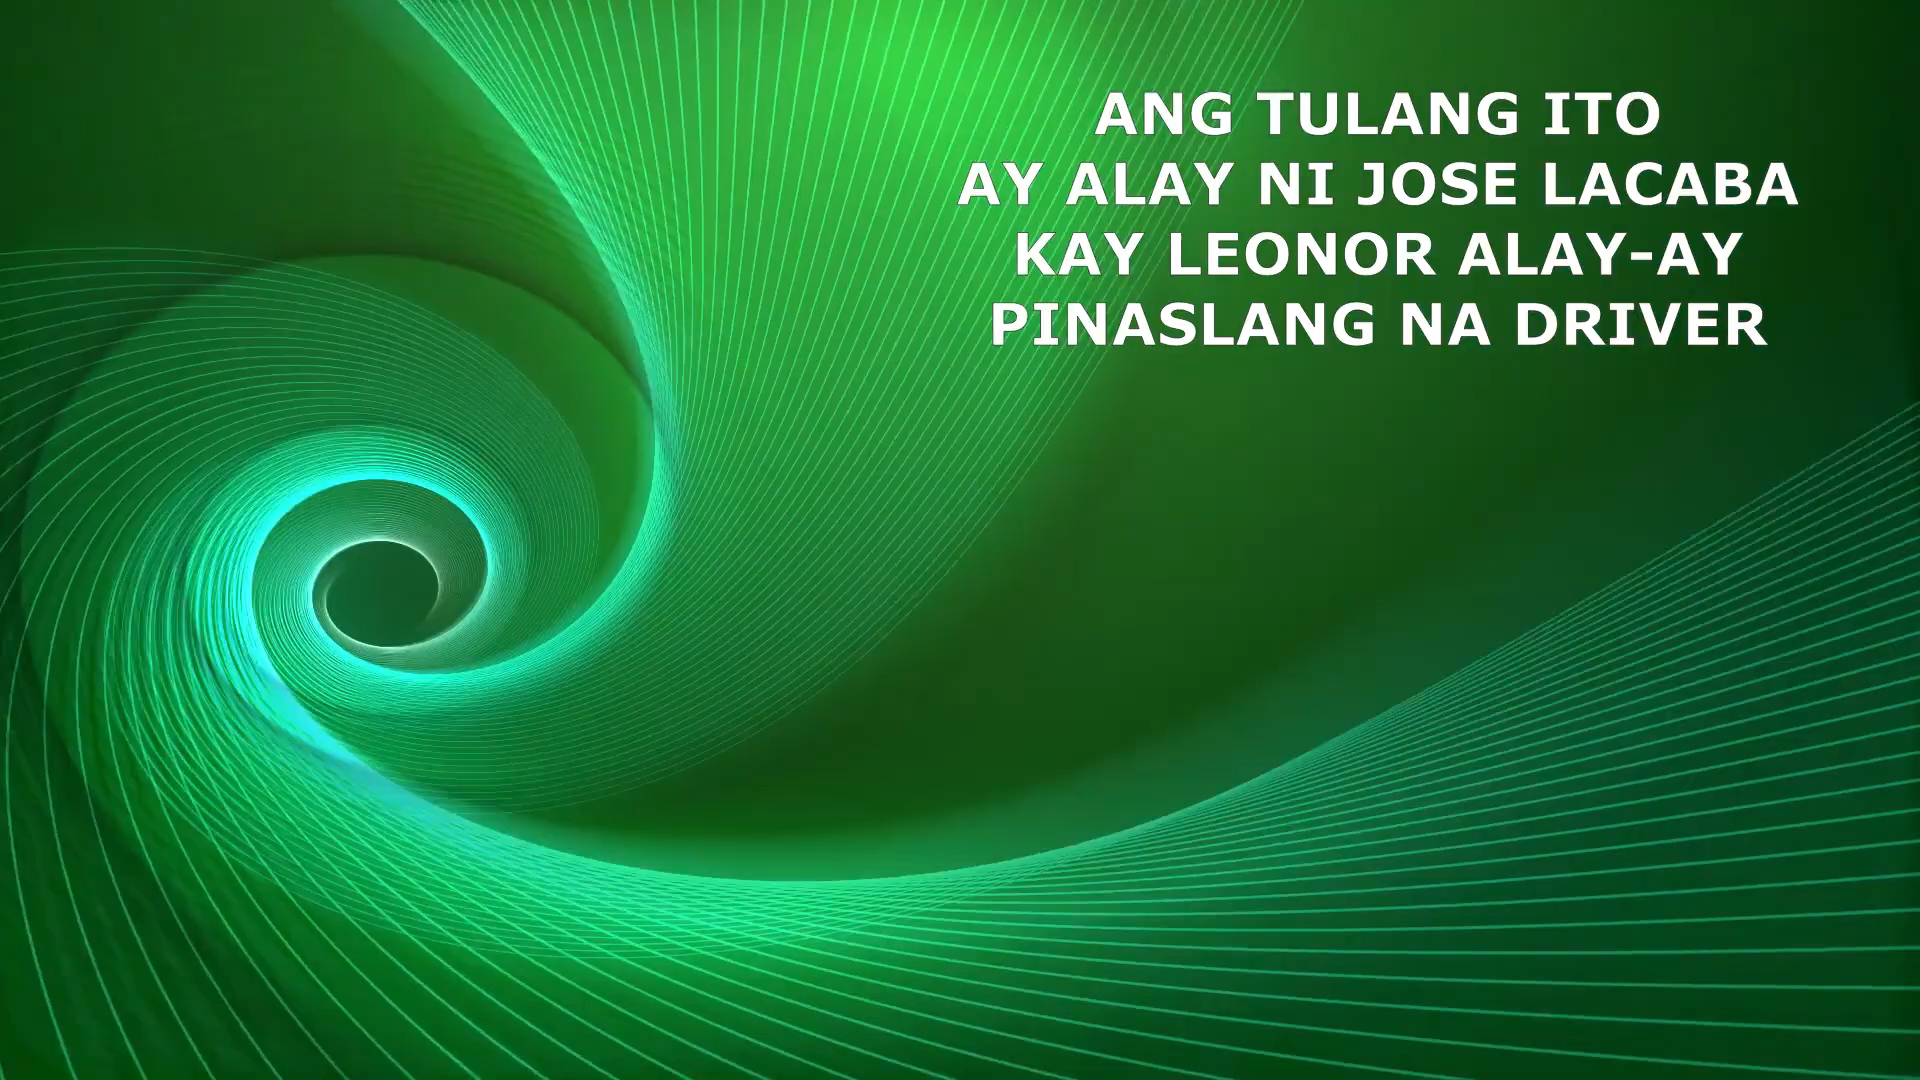 ANG TULANG ITO
AY ALAY NI JOSE LACABA
KAY LEONOR ALAY-AY
PINASLANG NA DRIVER